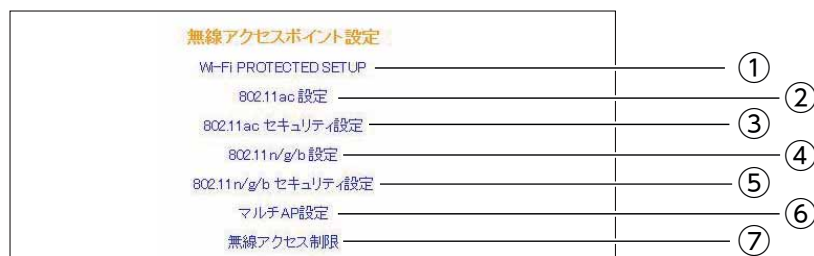 無線アクセスポイント設定
Wi-Fi PROTECTED SETUP ①
802.11ac 設定 ②
802.11ac セキュリティ設定 ③
802.11n/g/b 設定 ④
802.11n/g/b セキュリティ設定 ⑤
マルチAP設定 ⑥
無線アクセス制限 ⑦